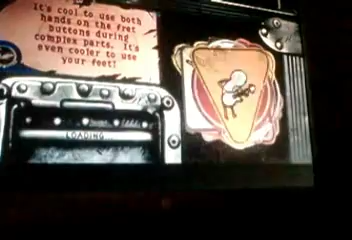 It's cool to use both
hands on the fret
buttons during
complex parts. It's
even cooler to use
your feet!
LOADING